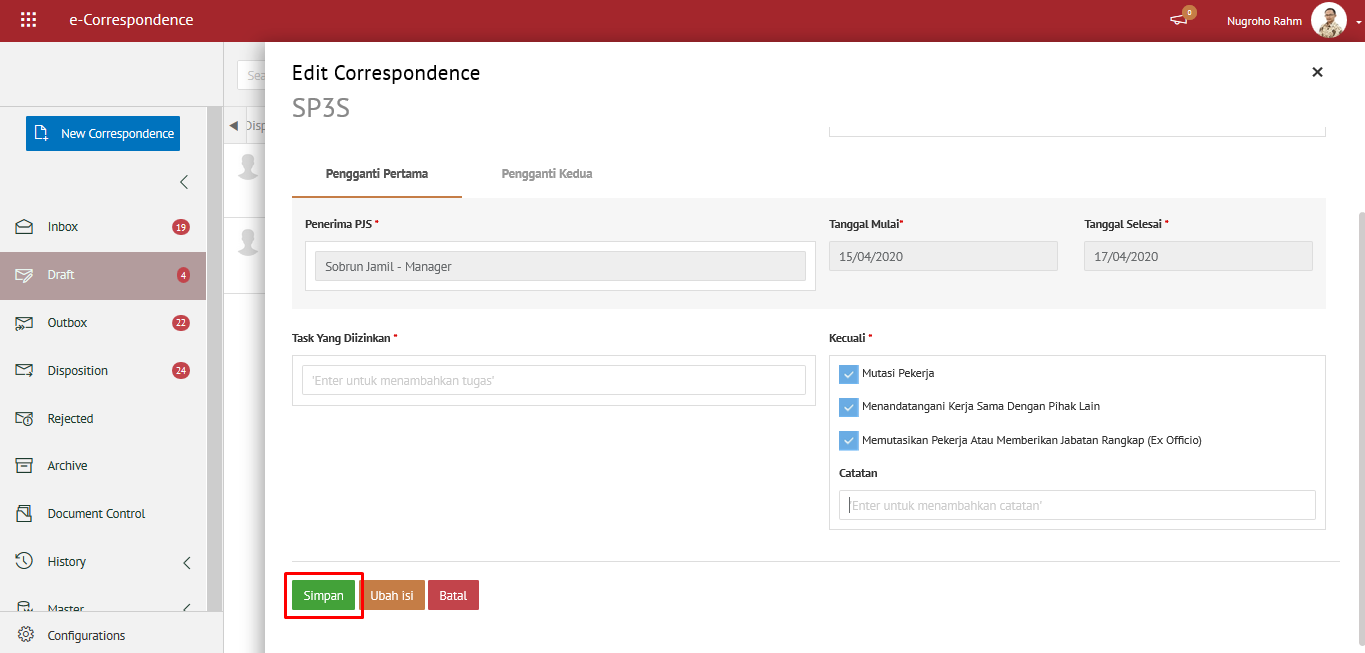 e-Correspondence
0
Nugroho Rahm
Edit Correspondence
SP3S
New Correspondence
Inbox 19
Draft 4
Outbox 22
Disposition 24
Rejected
Archive
Document Control
History
Master
Configurations
Pengganti Pertama Pengganti Kedua
Penerima PJS * Tanggal Mulai* Tanggal Selesai *
Sobrun Jamil - Manager 15/04/2020 17/04/2020
Task Yang Diizinkan * Kecuali *
'Enter untuk menambahkan tugas'
Mutasi Pekerja
Menandatangani Kerja Sama Dengan Pihak Lain
Memutasikan Pekerja Atau Memberikan Jabatan Rangkap (Ex Officio)
Catatan
'Enter untuk menambahkan catatan'
Simpan Ubah isi Batal